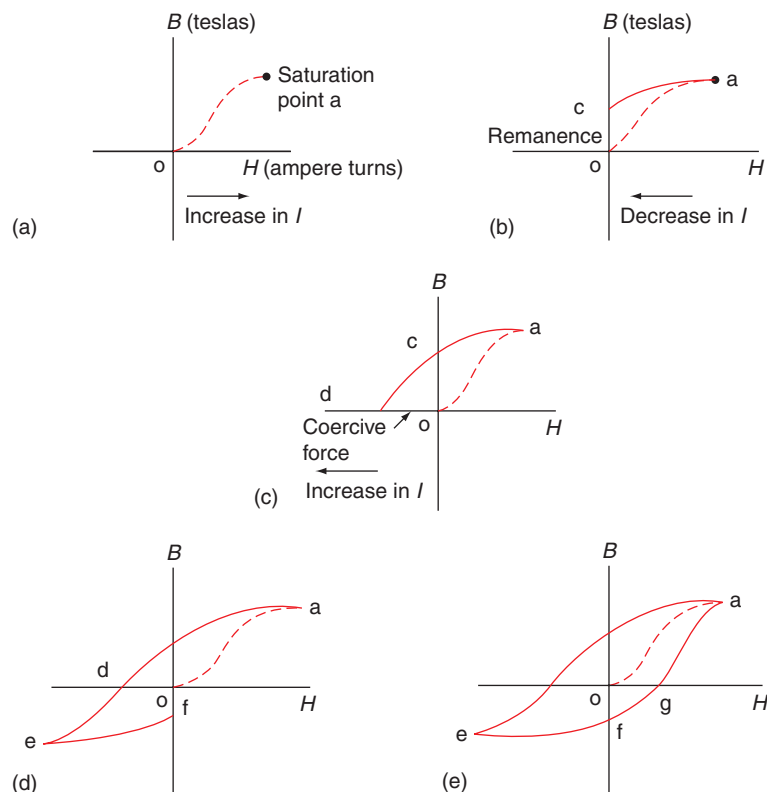 B (teslas)
Saturation
point a
o
H (ampere turns)
Increase in I
(a)
B (teslas)
a
c
Remanence
o
H
Decrease in I
(b)
B
a
c
d
Coercive
force
o
H
Increase in I
(c)
B
a
d
o
f
H
e
(d)
B
a
o
g
H
e
f
(e)